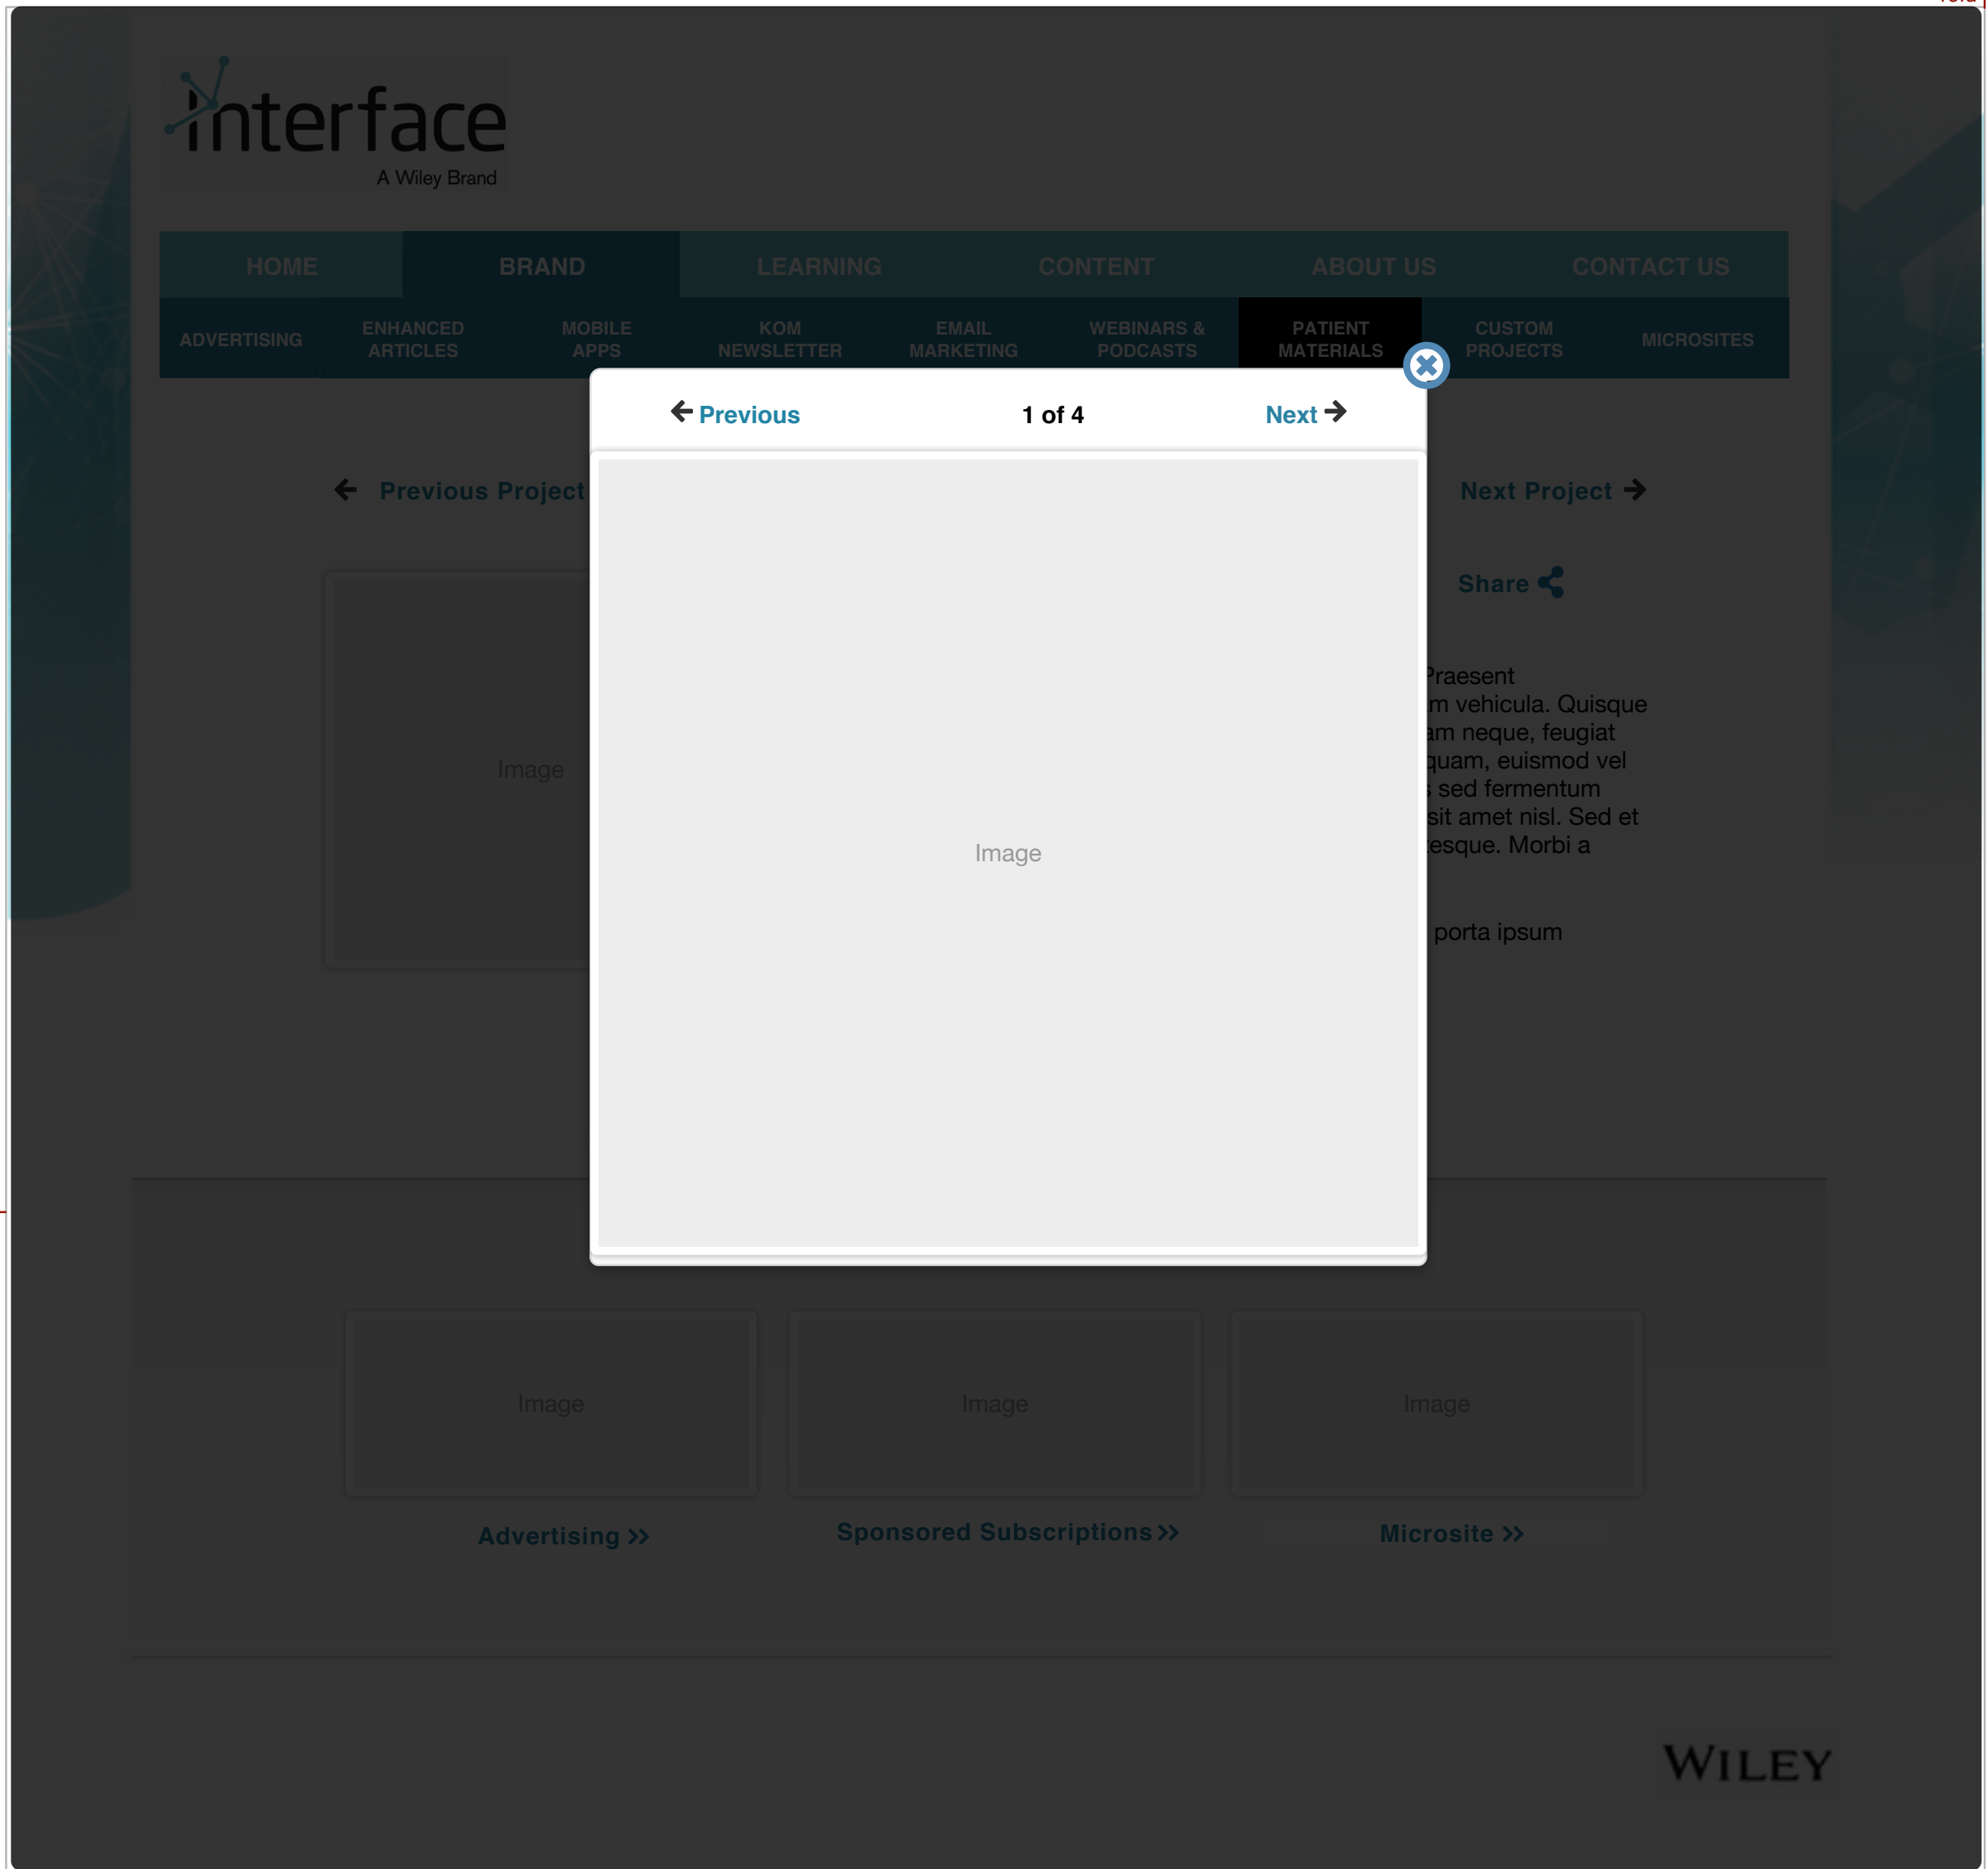 interface
A Wiley Brand
HOME BRAND LEARNING CONTENT ABOUT US CONTACT US
ADVERTISING
ENHANCED
ARTICLES
MOBILE
APPS
KOM
NEWSLETTER
EMAIL
MARKETING
WEBINARS &
PODCASTS
PATIENT
MATERIALS
CUSTOM
PROJECTS
MICROSITES
Previous 1 of 4 Next
Previous Project Next Project
Share
Praesent
vehicula. Quisque
neque, feugiat
quam, euismod vel
sed fermentum
sit amet nisl. Sed et
Morbi a
porta ipsum
Image
Image
Image Image Image
Advertising >> Sponsored Subscriptions >> Microsite >>
WILEY